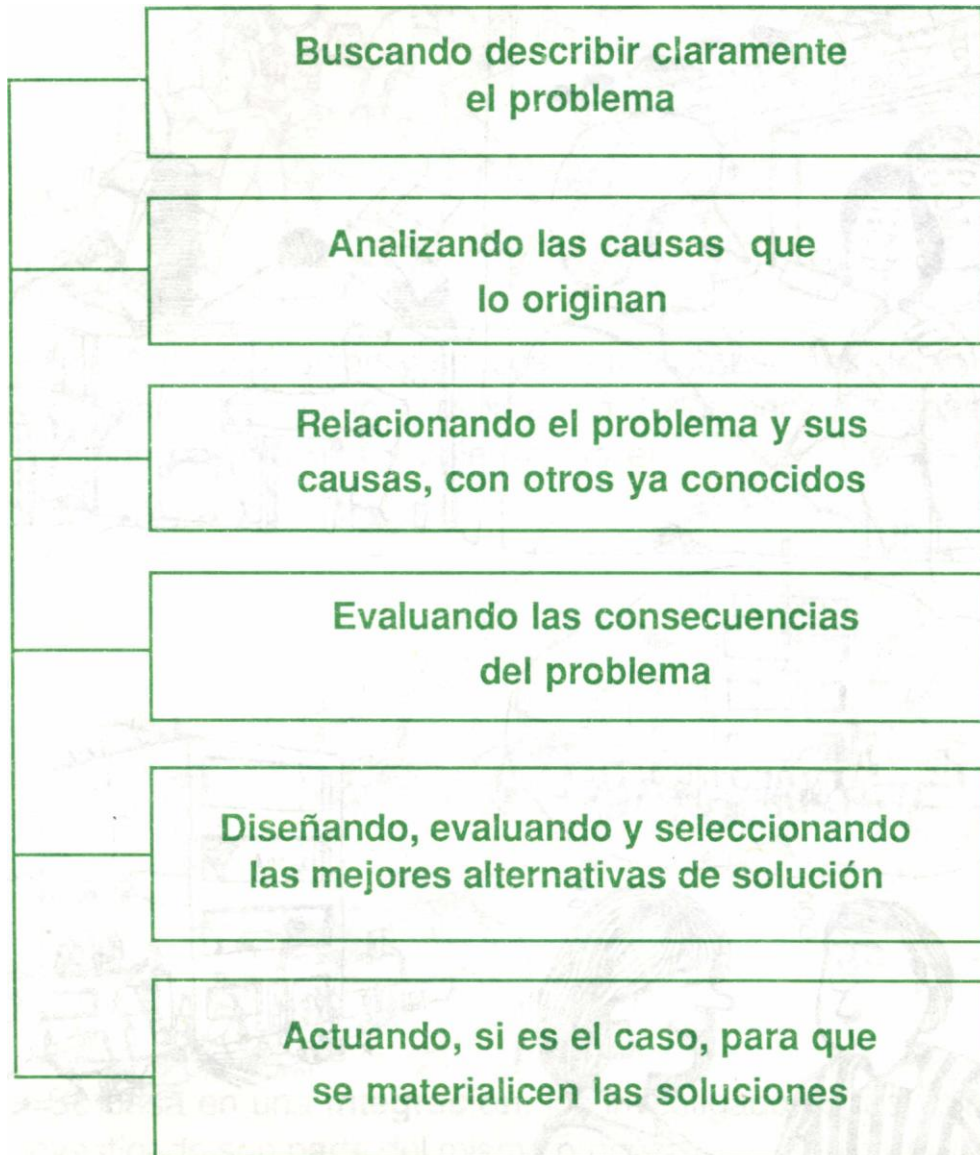 Buscando describir claramente
el problema
Analizando las causas que
lo originan
Relacionando el problema y sus
causas, con otros ya conocidos
Evaluando las consecuencias
del problema
Diseñando, evaluando y seleccionando
las mejores alternativas de solución
Actuando, si es el caso, para que
se materialicen las soluciones